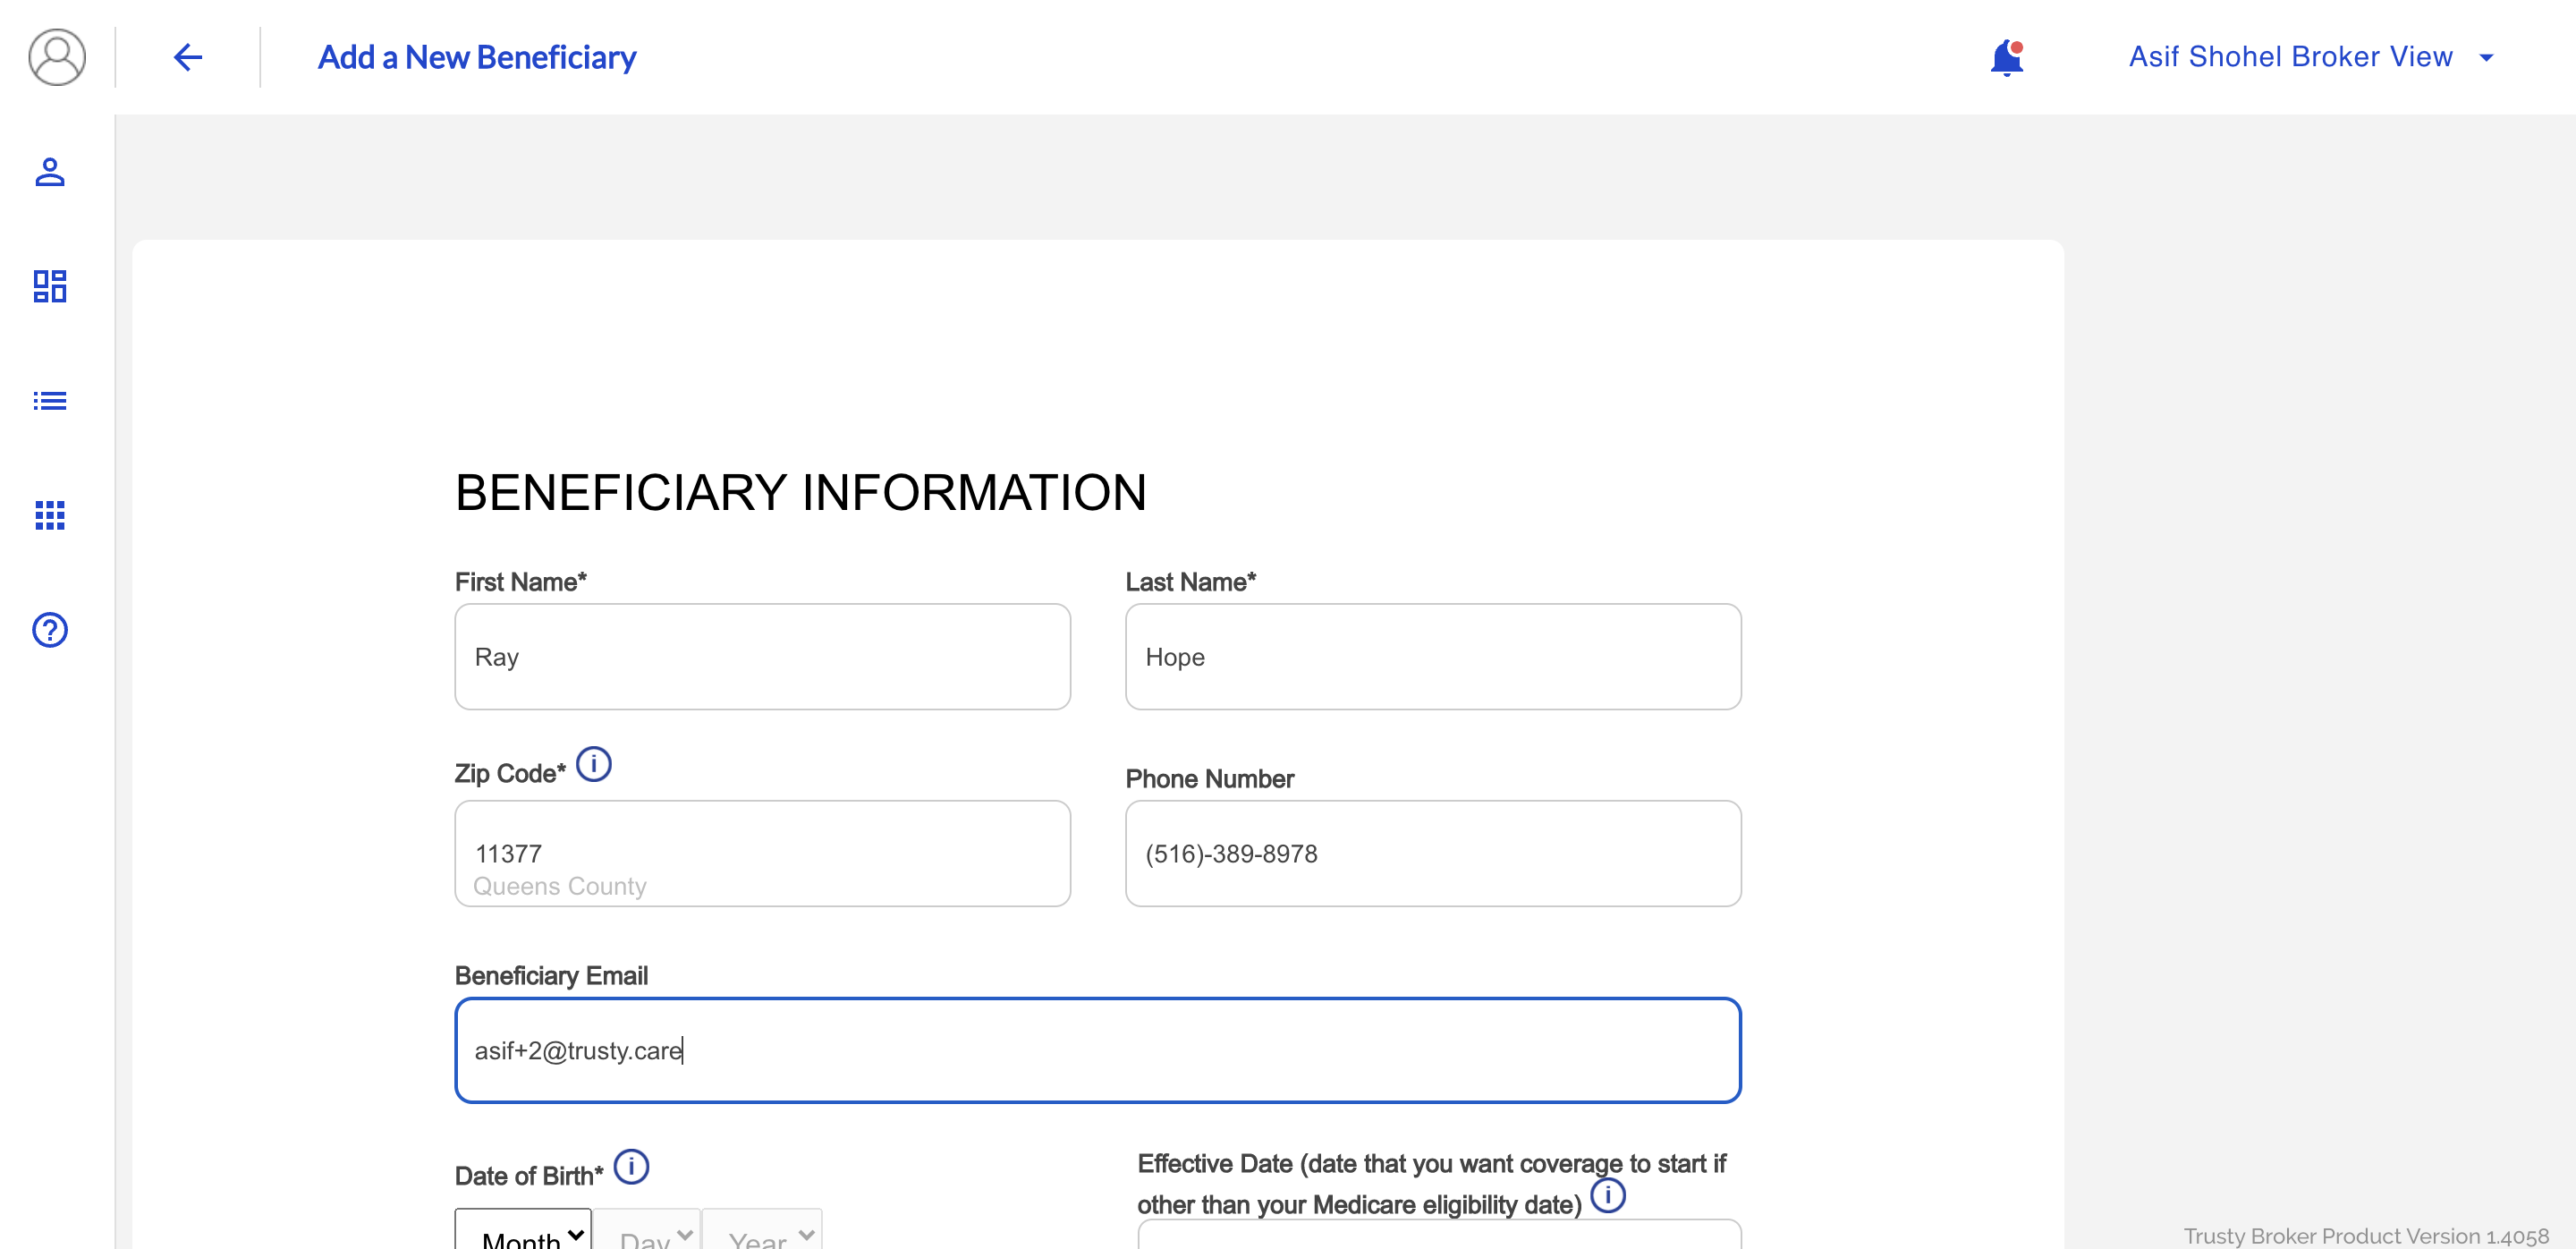 Add a New Beneficiary
Asif Shohel Broker View
BENEFICIARY INFORMATION
First Name*
Last Name*
Ray
Hope
Zip Code*
Phone Number
11377
Queens County
(516)-389-8978
Beneficiary Email
asif+2@trusty.care
Date of Birth*
Effective Date (date that you want coverage to start if
other than your Medicare eligibility date)
Month
Day
Year
Trusty Broker Product Version 1.4058